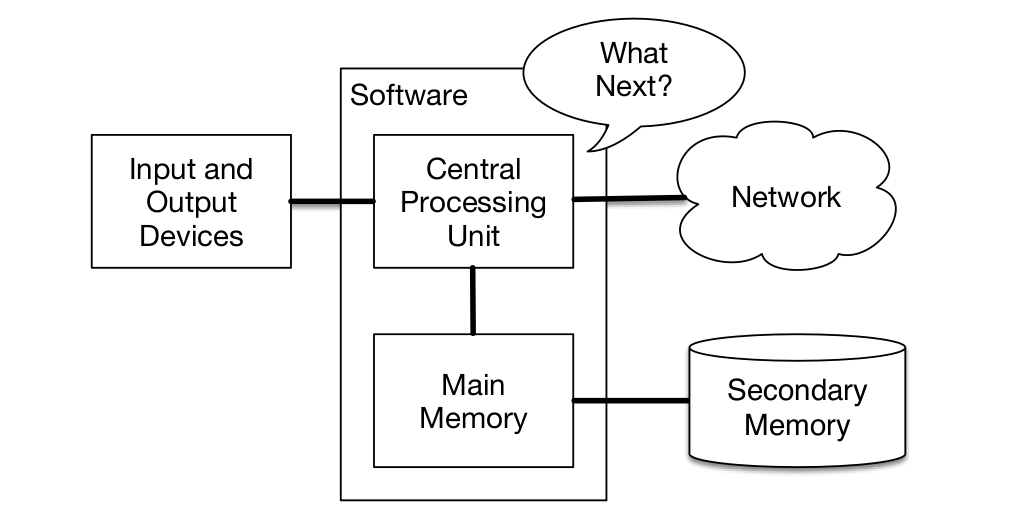 What
Next?
Software
Input and
Output
Devices
Central
Processing
Unit
Network
Main
Memory
Secondary
Memory